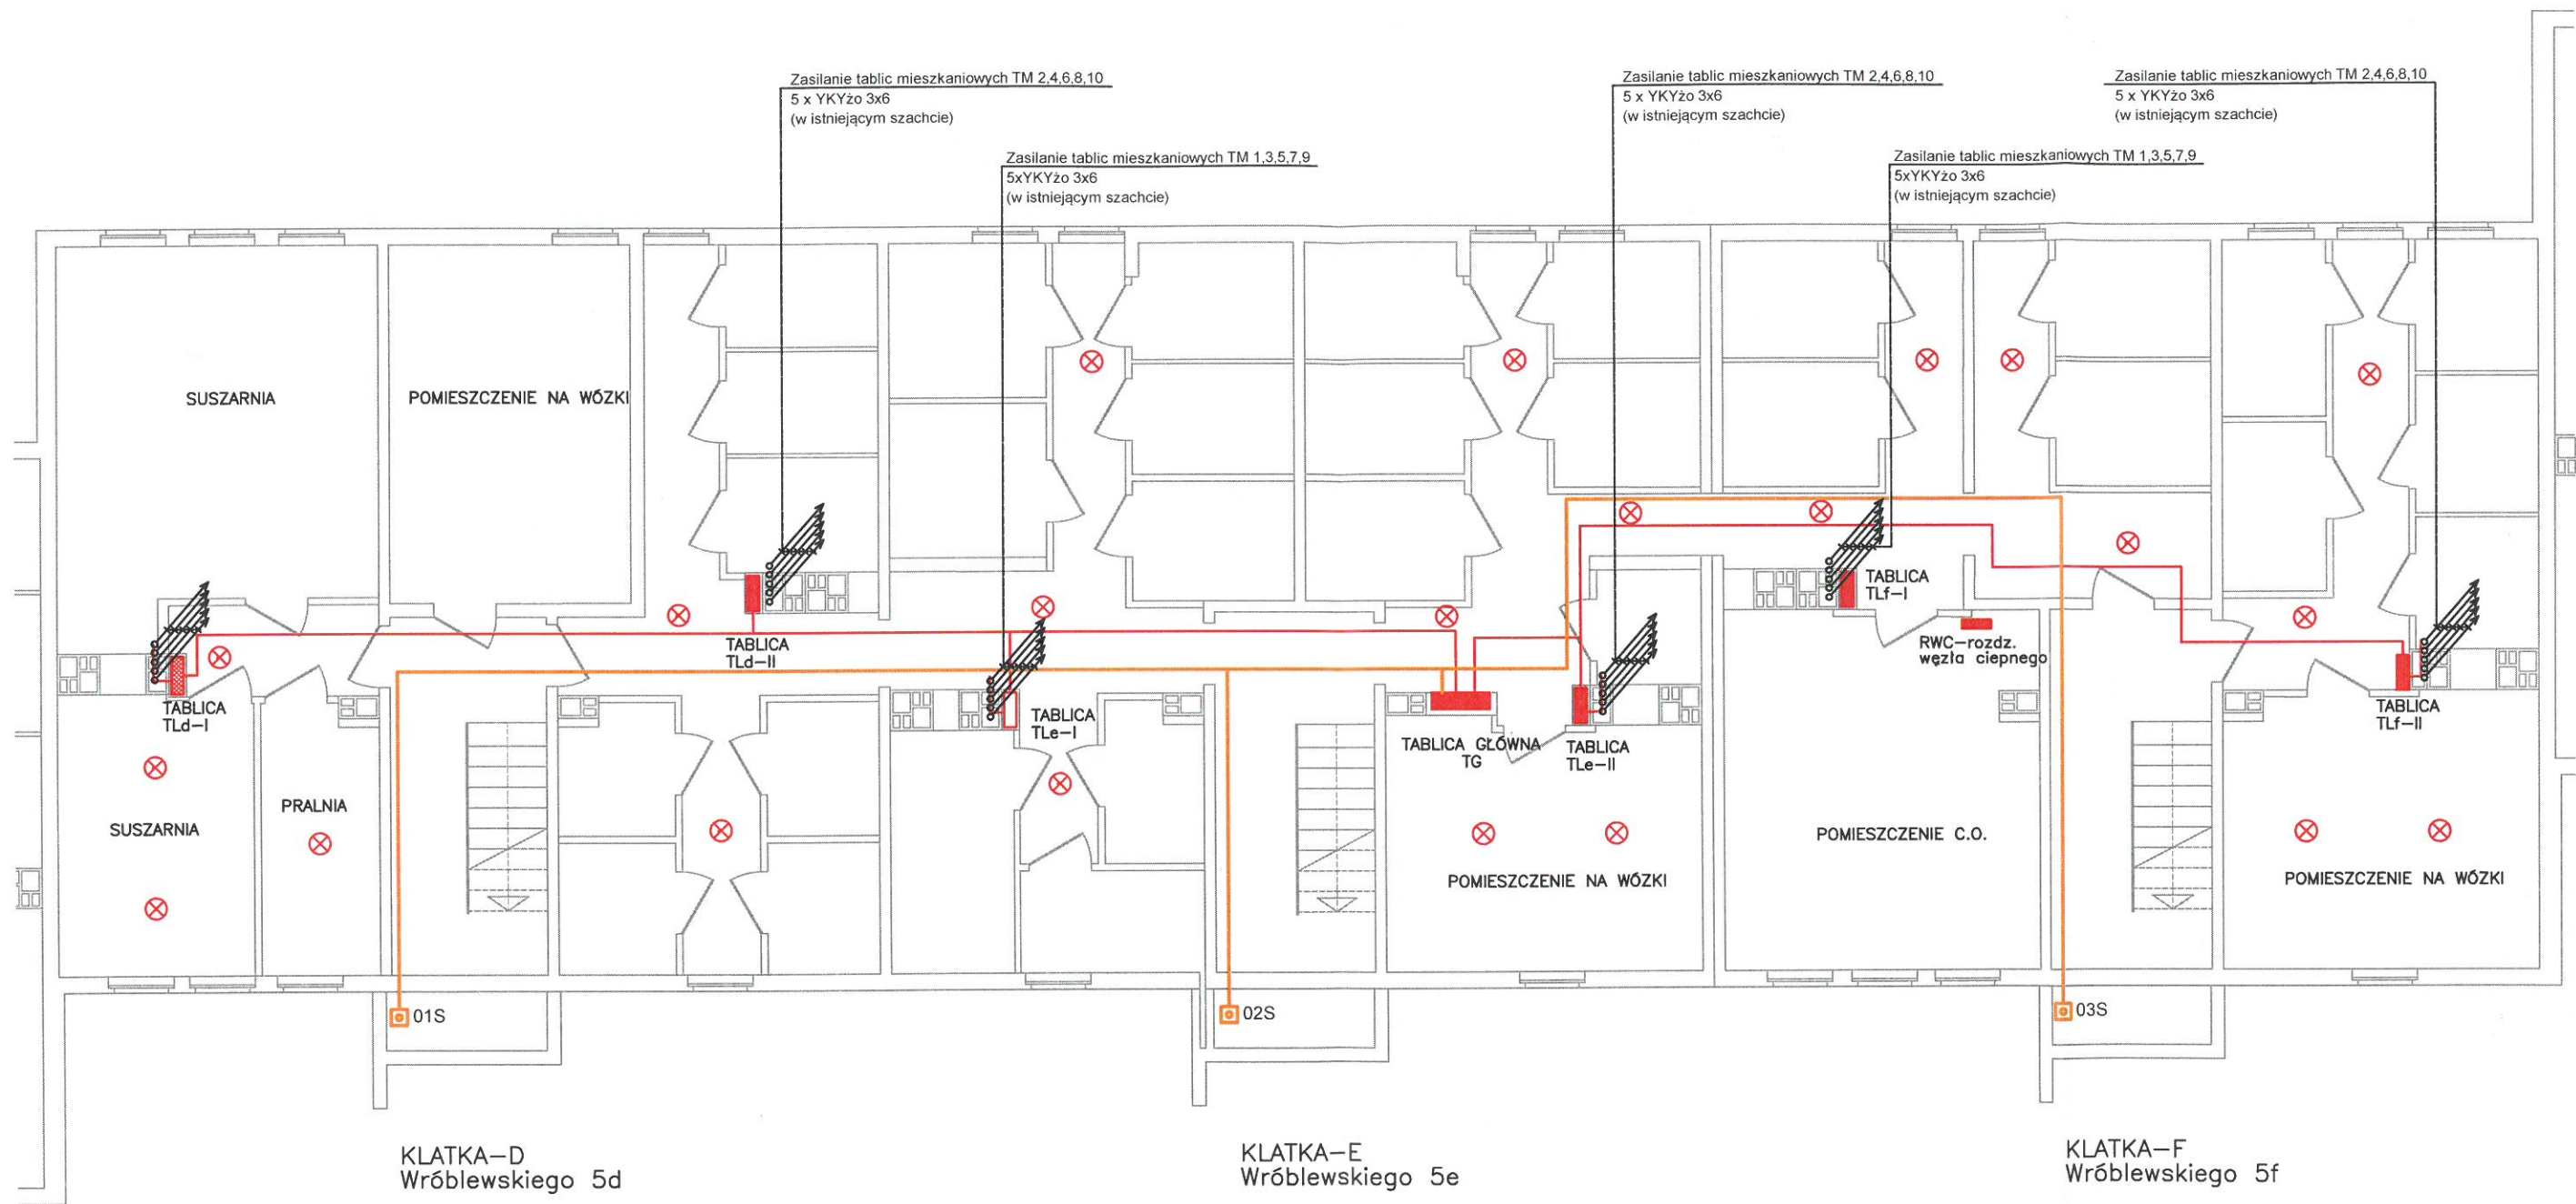 Zasilanie tablic mieszkaniowych TM 2,4,6,8,10
5 x YKYżo 3x6
(w istniejącym szachcie)
Zasilanie tablic mieszkaniowych TM 1,3,5,7,9
5xYKYżo 3x6
(w istniejącym szachcie)
Zasilanie tablic mieszkaniowych TM 2,4,6,8,10
5 x YKYżo 3x6
(w istniejącym szachcie)
Zasilanie tablic mieszkaniowych TM 1,3,5,7,9
5xYKYżo 3x6
(w istniejącym szachcie)
Zasilanie tablic mieszkaniowych TM 2,4,6,8,10
5 x YKYżo 3x6
(w istniejącym szachcie)
SUSZARNIA
POMIESZCZENIE NA WÓZKI
TABLICA
TLd-II
TABLICA
TLf-I
RWC-rozdz.
węzła ciepnego
TABLICA
TLd-I
TABLICA
TLe-I
TABLICA GŁÓWNA
TG
TABLICA
TLe-II
TABLICA
TLf-II
SUSZARNIA
PRALNIA
POMIESZCZENIE NA WÓZKI
POMIESZCZENIE C.O.
POMIESZCZENIE NA WÓZKI
01S
02S
03S
KLATKA-D
Wróblewskiego 5d
KLATKA-E
Wróblewskiego 5e
KLATKA-F
Wróblewskiego 5f